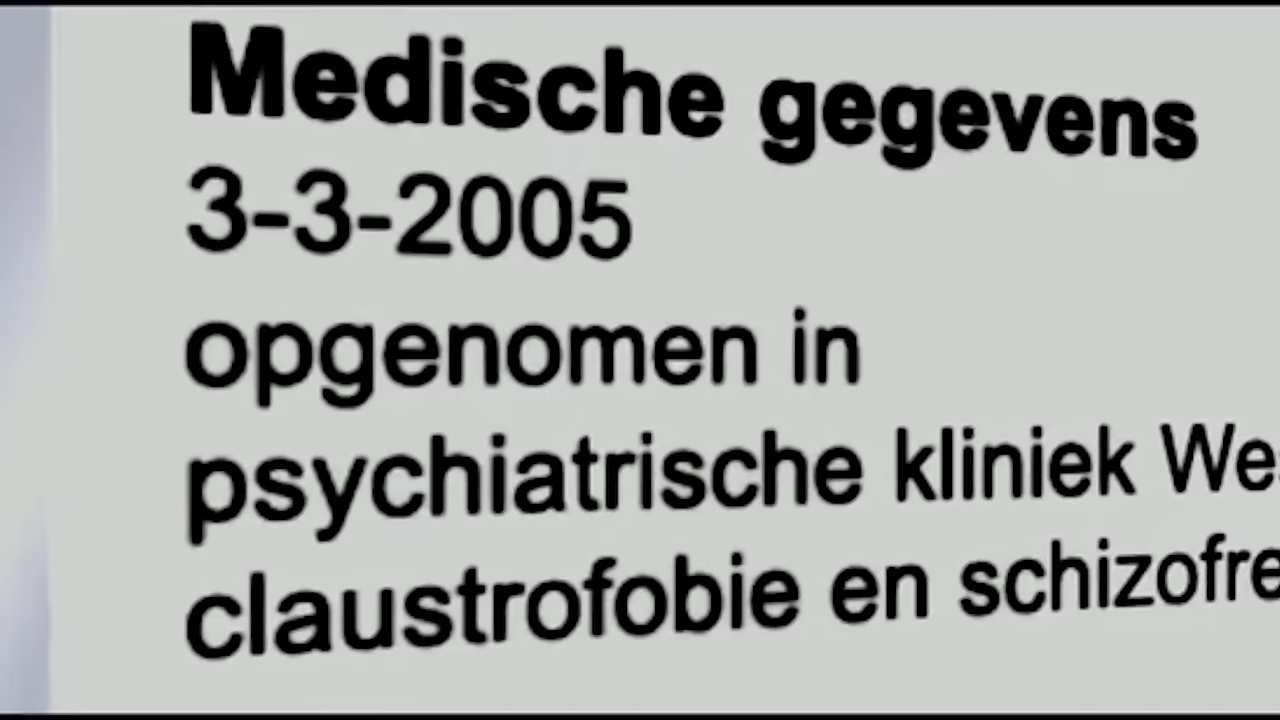 Medische gegevens
3-3-2005
opgenomen in
psychiatrische kliniek
claustrofobie en